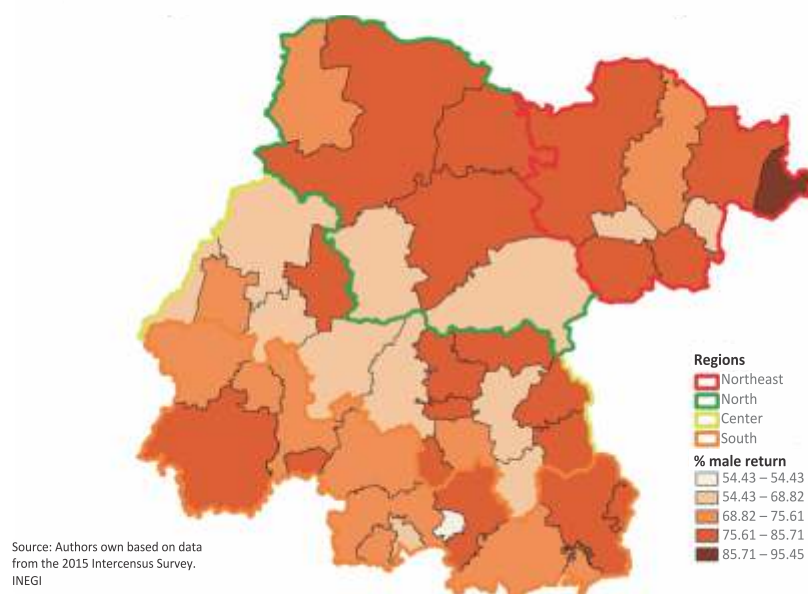 Regions
Northeast
North
Center
South
% male return
54.43 – 54.43
54.43 – 68.82
68.82 – 75.61
75.61 – 85.71
85.71 – 95.45
Source: Authors own based on data
from the 2015 Intercensus Survey.
INEGI